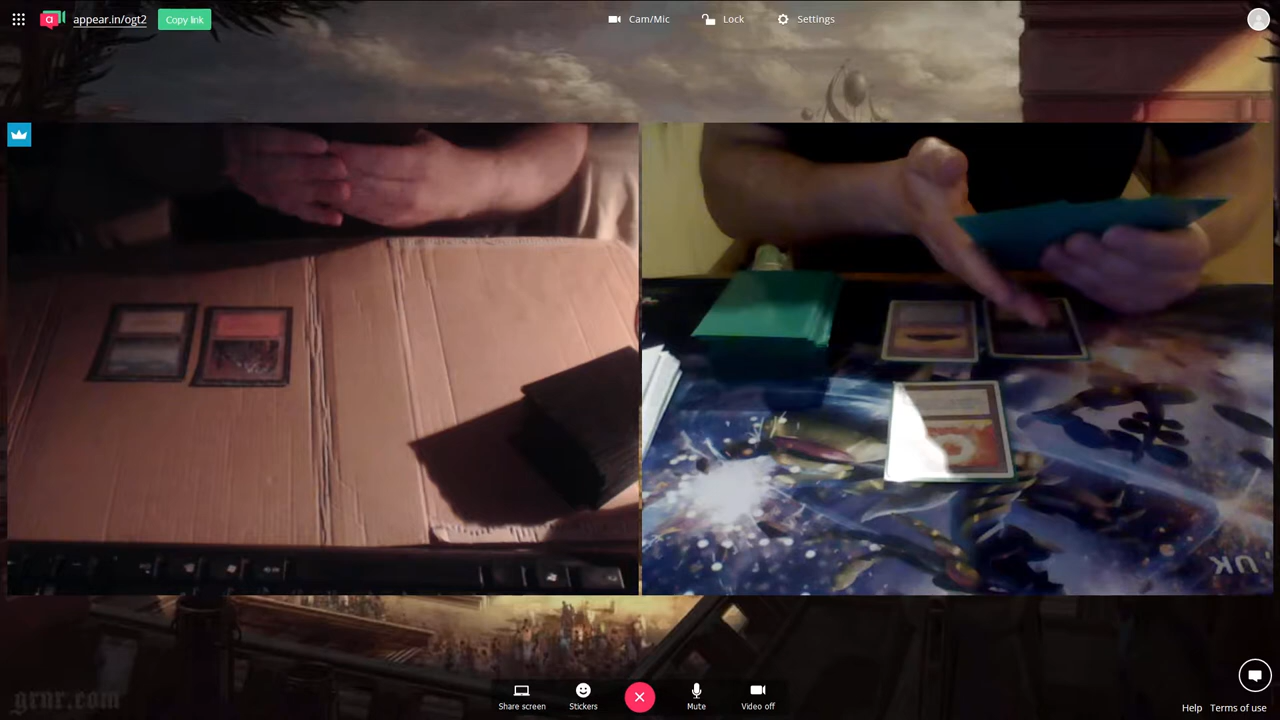 appear.in/ogt2
Copy link
Cam/Mic
Lock
Settings
UK
grnr.com
Share screen
Stickers
Mute
Video off
Help
Terms of use